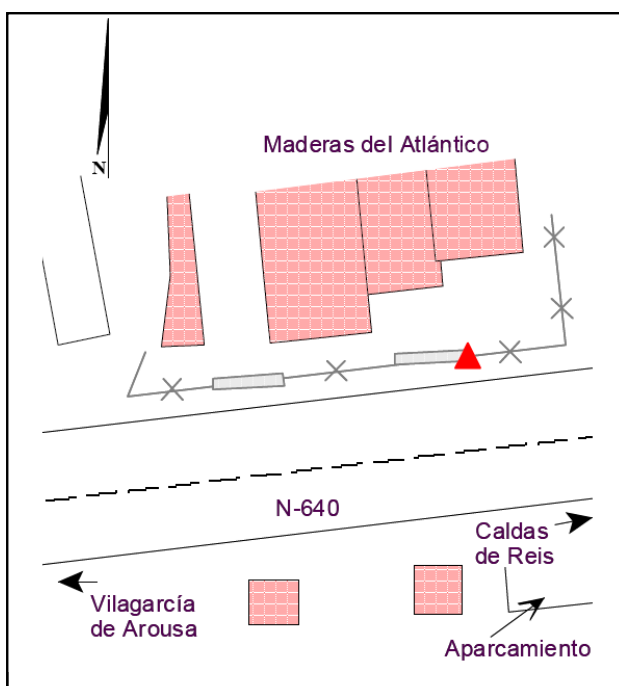 N
Maderas del Atlántico
N-640
Caldas
de Reis
Vilagarcía
de Arousa
Aparcamiento